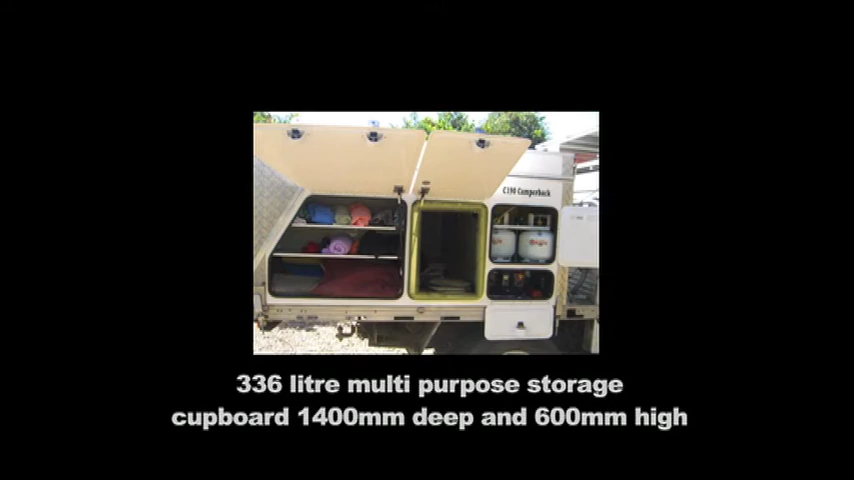 C190 Camperback
336 litre multi purpose storage
cupboard 1400mm deep and 600mm high